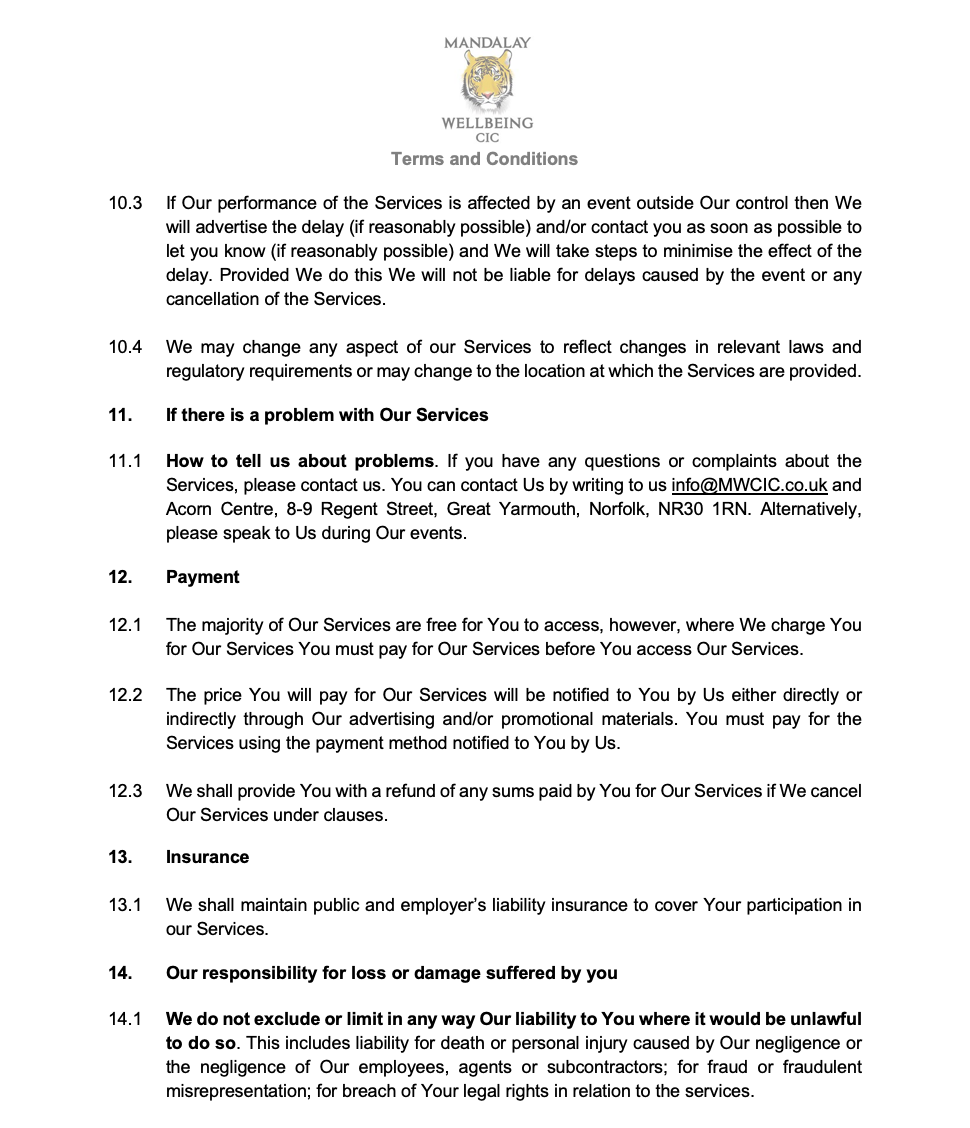 MANDALAY
WELLBEING
CIC
Terms and Conditions
10.3 If Our performance of the Services is affected by an event outside Our control then We
will advertise the delay (if reasonably possible) and/or contact you as soon as possible to
let you know (if reasonably possible) and We will take steps to minimise the effect of the
delay. Provided We do this We will not be liable for delays caused by the event or any
cancellation of the Services.
10.4 We may change any aspect of our Services to reflect changes in relevant laws and
regulatory requirements or may change to the location at which the Services are provided.
11. If there is a problem with Our Services
11.1 How to tell us about problems. If you have any questions or complaints about the
Services, please contact us. You can contact Us by writing to us info@MWCIC.co.uk and
Acorn Centre, 8-9 Regent Street, Great Yarmouth, Norfolk, NR30 1RN. Alternatively,
please speak to Us during Our events.
12. Payment
12.1 The majority of Our Services are free for You to access, however, where We charge You
for Our Services You must pay for Our Services before You access Our Services.
12.2 The price You will pay for Our Services will be notified to You by Us either directly or
indirectly through Our advertising and/or promotional materials. You must pay for the
Services using the payment method notified to You by Us.
12.3 We shall provide You with a refund of any sums paid by You for Our Services if We cancel
Our Services under clauses.
13. Insurance
13.1 We shall maintain public and employer’s liability insurance to cover Your participation in
our Services.
14. Our responsibility for loss or damage suffered by you
14.1 We do not exclude or limit in any way Our liability to You where it would be unlawful
to do so. This includes liability for death or personal injury caused by Our negligence or
the negligence of Our employees, agents or subcontractors; for fraud or fraudulent
misrepresentation; for breach of Your legal rights in relation to the services.